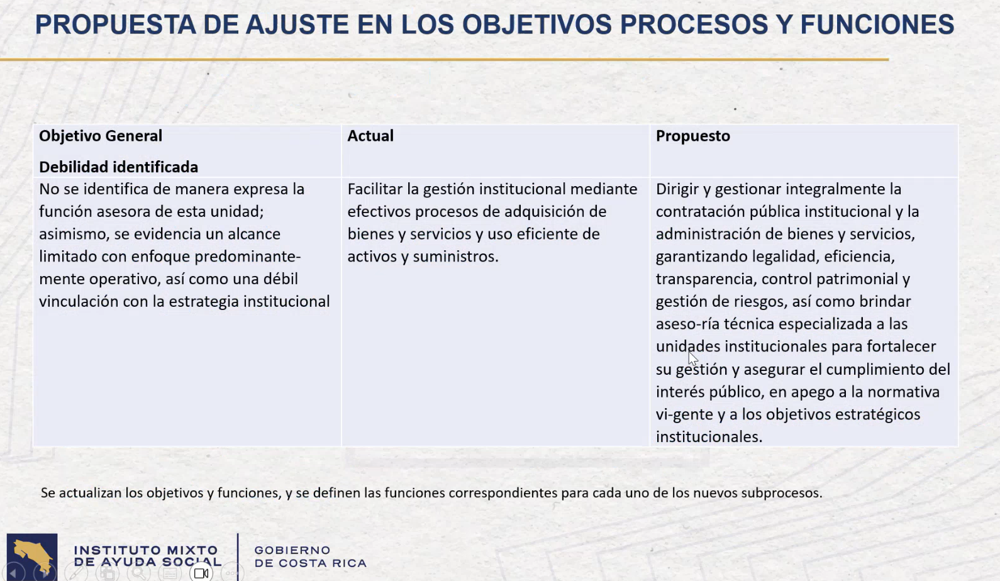 PROPUESTA DE AJUSTE EN LOS OBJETIVOS PROCESOS Y FUNCIONES
Objetivo General
Debilidad identificada
Actual
Propuesto
No se identifica de manera expresa la
función asesora de esta unidad;
asimismo, se evidencia un alcance
limitado con enfoque predominante-
mente operativo, así como una débil
vinculación con la estrategia institucional
Facilitar la gestión institucional mediante
efectivos procesos de adquisición de
bienes y servicios y uso eficiente de
activos y suministros.
Dirigir y gestionar integralmente la
contratación pública institucional y la
administración de bienes y servicios,
garantizando legalidad, eficiencia,
transparencia, control patrimonial y
gestión de riesgos, así como brindar
aseso-ría técnica especializada a las
unidades institucionales para fortalecer
su gestión y asegurar el cumplimiento del
interés público, en apego a la normativa
vi-gente y a los objetivos estratégicos
institucionales.
Se actualizan los objetivos y funciones, y se definen las funciones correspondientes para cada uno de los nuevos subprocesos.
INSTITUTO MIXTO
DE AYUDA SOCIAL
GOBIERNO
DE COSTA RICA